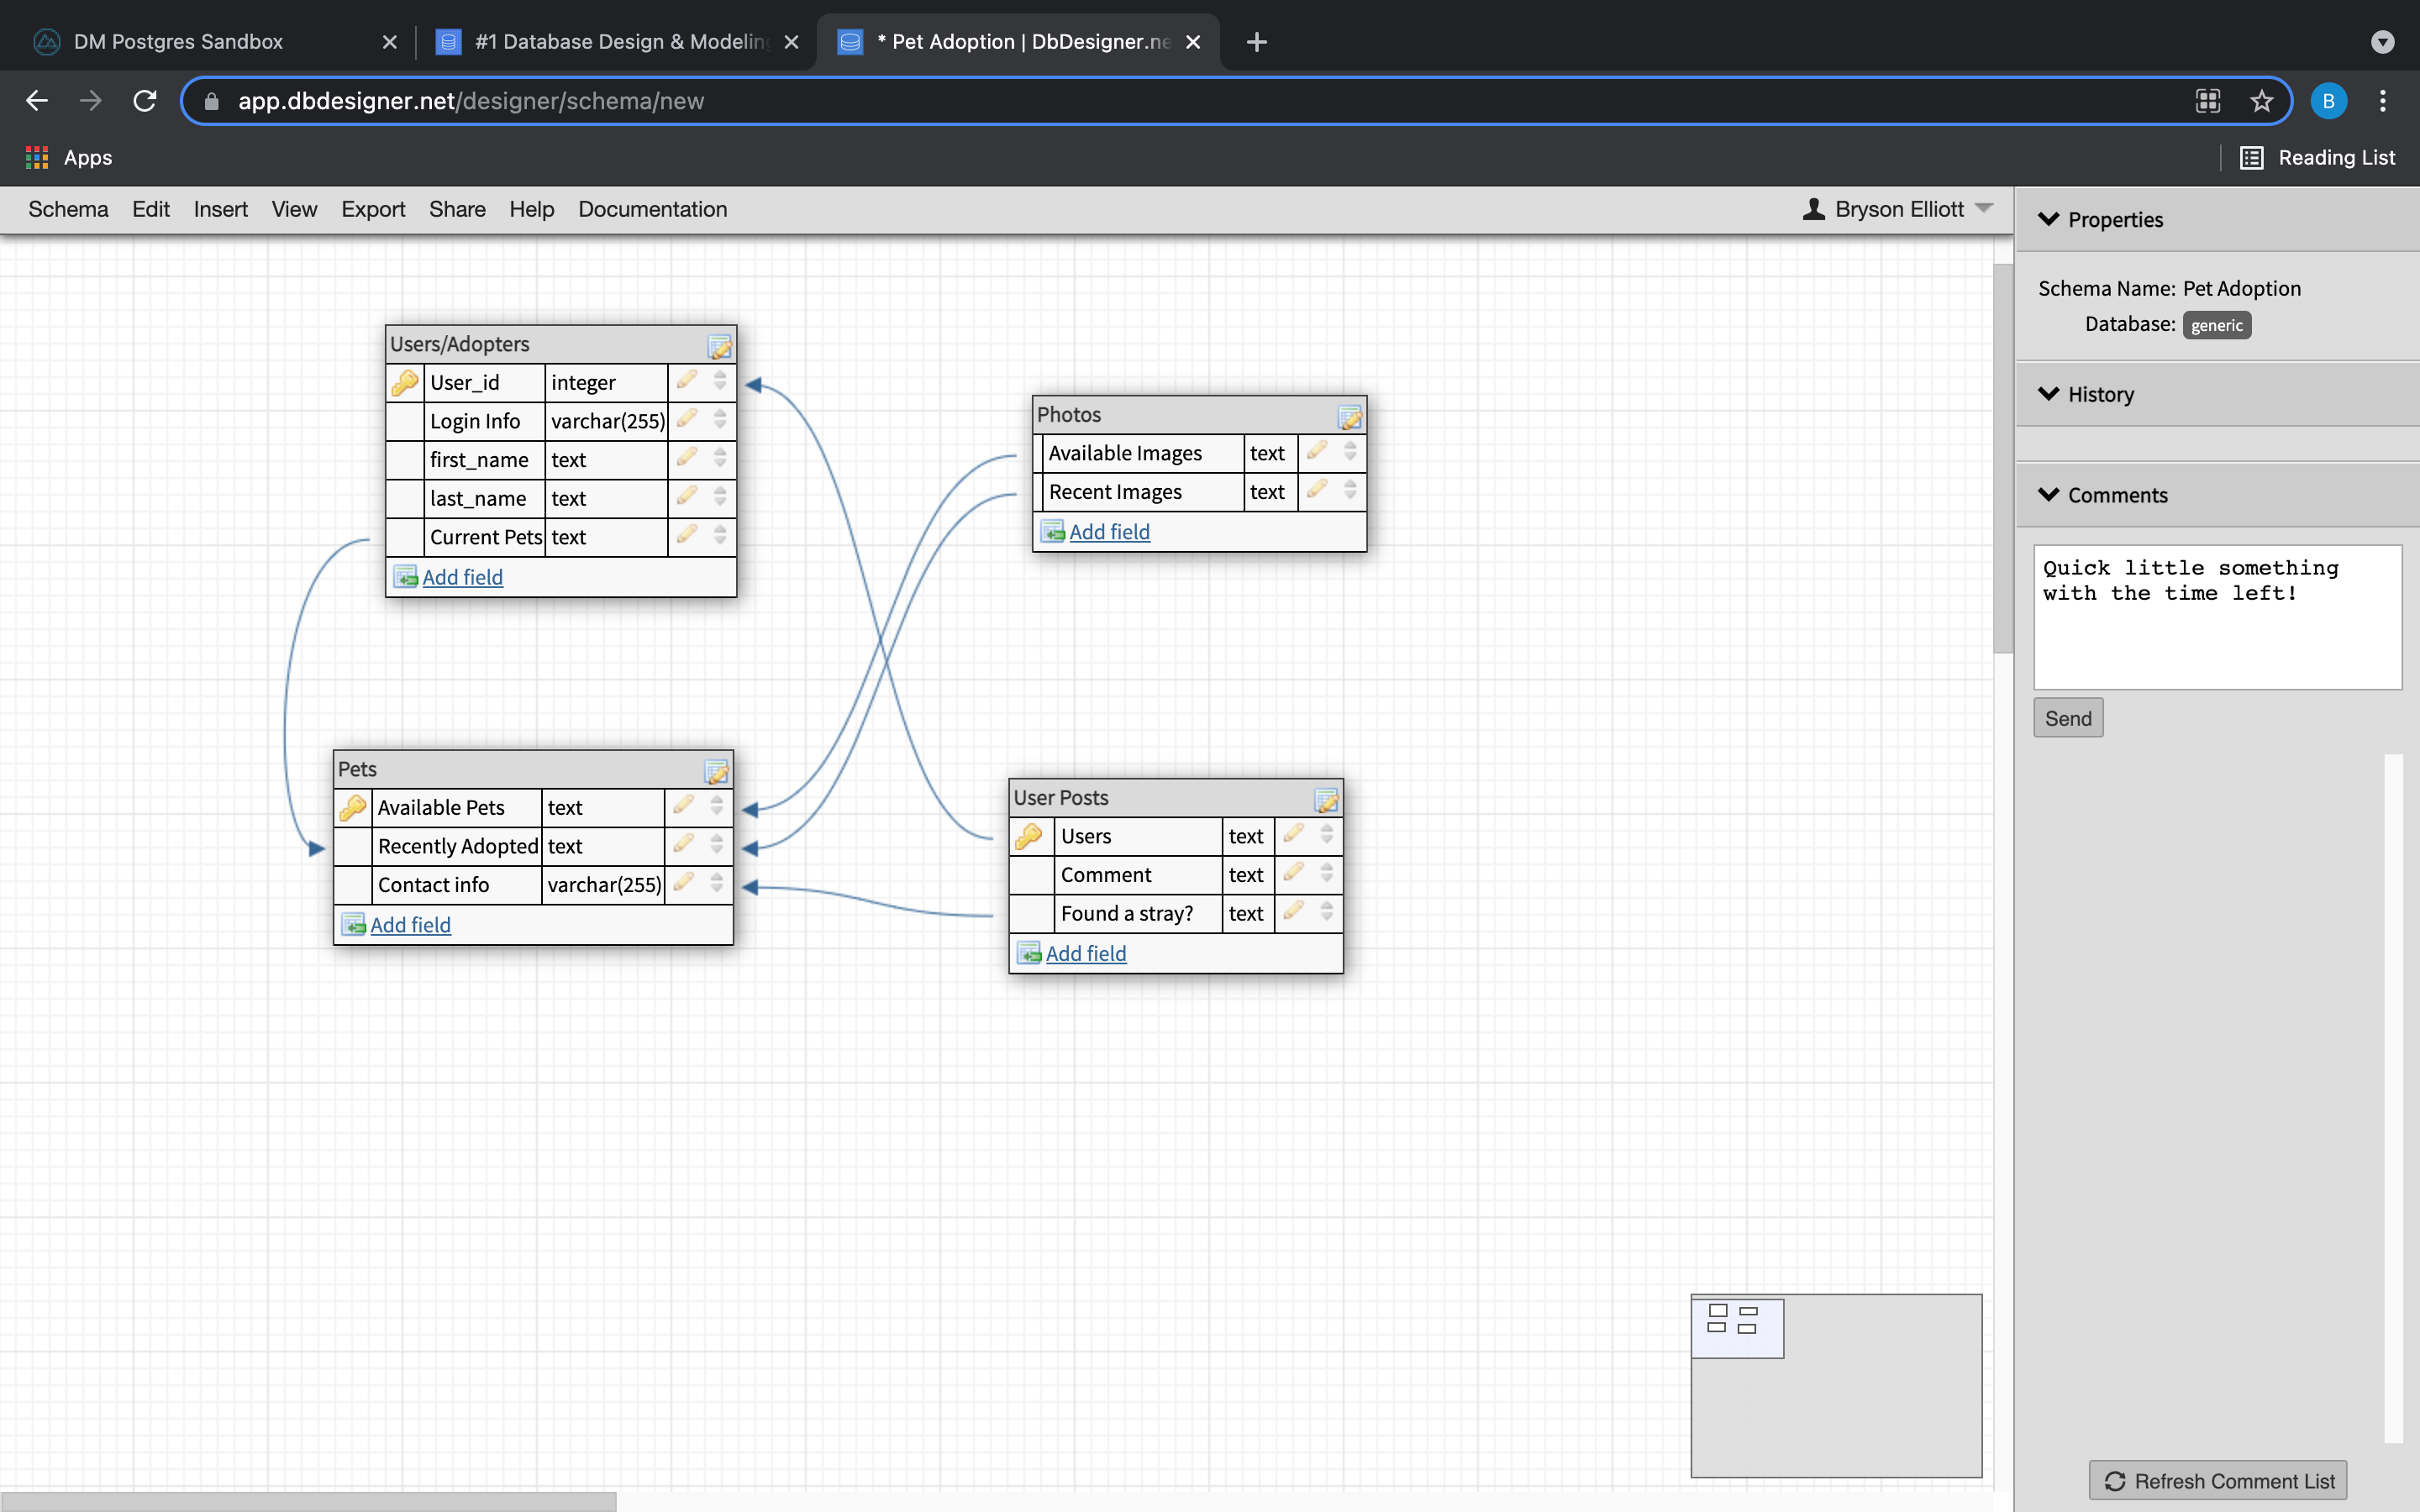 DM Postgres Sandbox
#1 Database Design & Modeling
* Pet Adoption | DbDesigner.ne
app.dbdesigner.net/designer/schema/new
B
Apps
Reading List
Schema Edit Insert View Export Share Help Documentation
Bryson Elliott
Properties
Schema Name: Pet Adoption
Database: generic
History
Comments
Quick little something
with the time left!
Send
Refresh Comment List
Users/Adopters
User_id integer
Login Info varchar(255)
first_name text
last_name text
Current Pets text
Add field
Photos
Available Images text
Recent Images text
Add field
Pets
Available Pets text
Recently Adopted text
Contact info varchar(255)
Add field
User Posts
Users text
Comment text
Found a stray? text
Add field